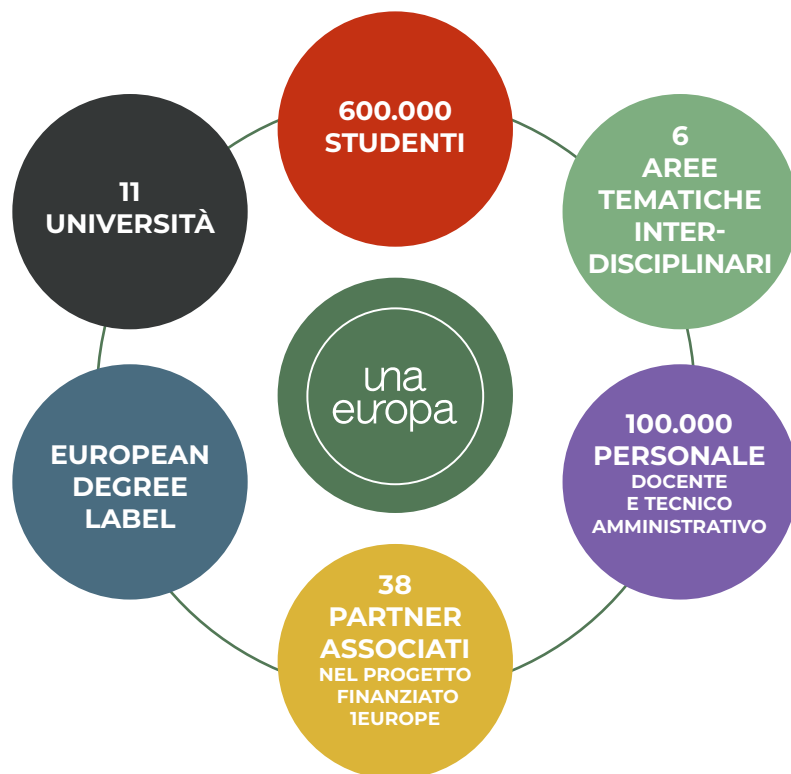 600.000
STUDENTI
6
AREE
TEMATICHE
INTER-
DISCIPLINARI
11
UNIVERSITÀ
una
europa
100.000
PERSONALE
DOCENTE
E TECNICO
AMMINISTRATIVO
EUROPEAN
DEGREE
LABEL
38
PARTNER
ASSOCIATI
NEL PROGETTO
FINANZIATO
1EUROPE